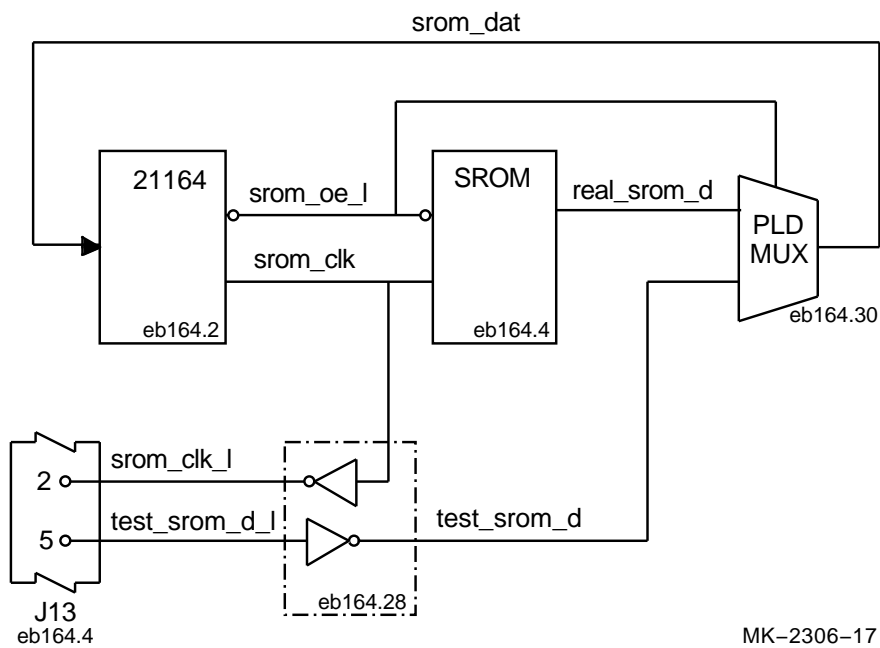 srom_dat
21164
srom_oe_l
SROM
real_srom_d
PLD
MUX
srom_clk
eb164.2
eb164.4
eb164.30
2
srom_clk_l
5
test_srom_d_l
test_srom_d
eb164.28
J13
eb164.4
MK−2306−17